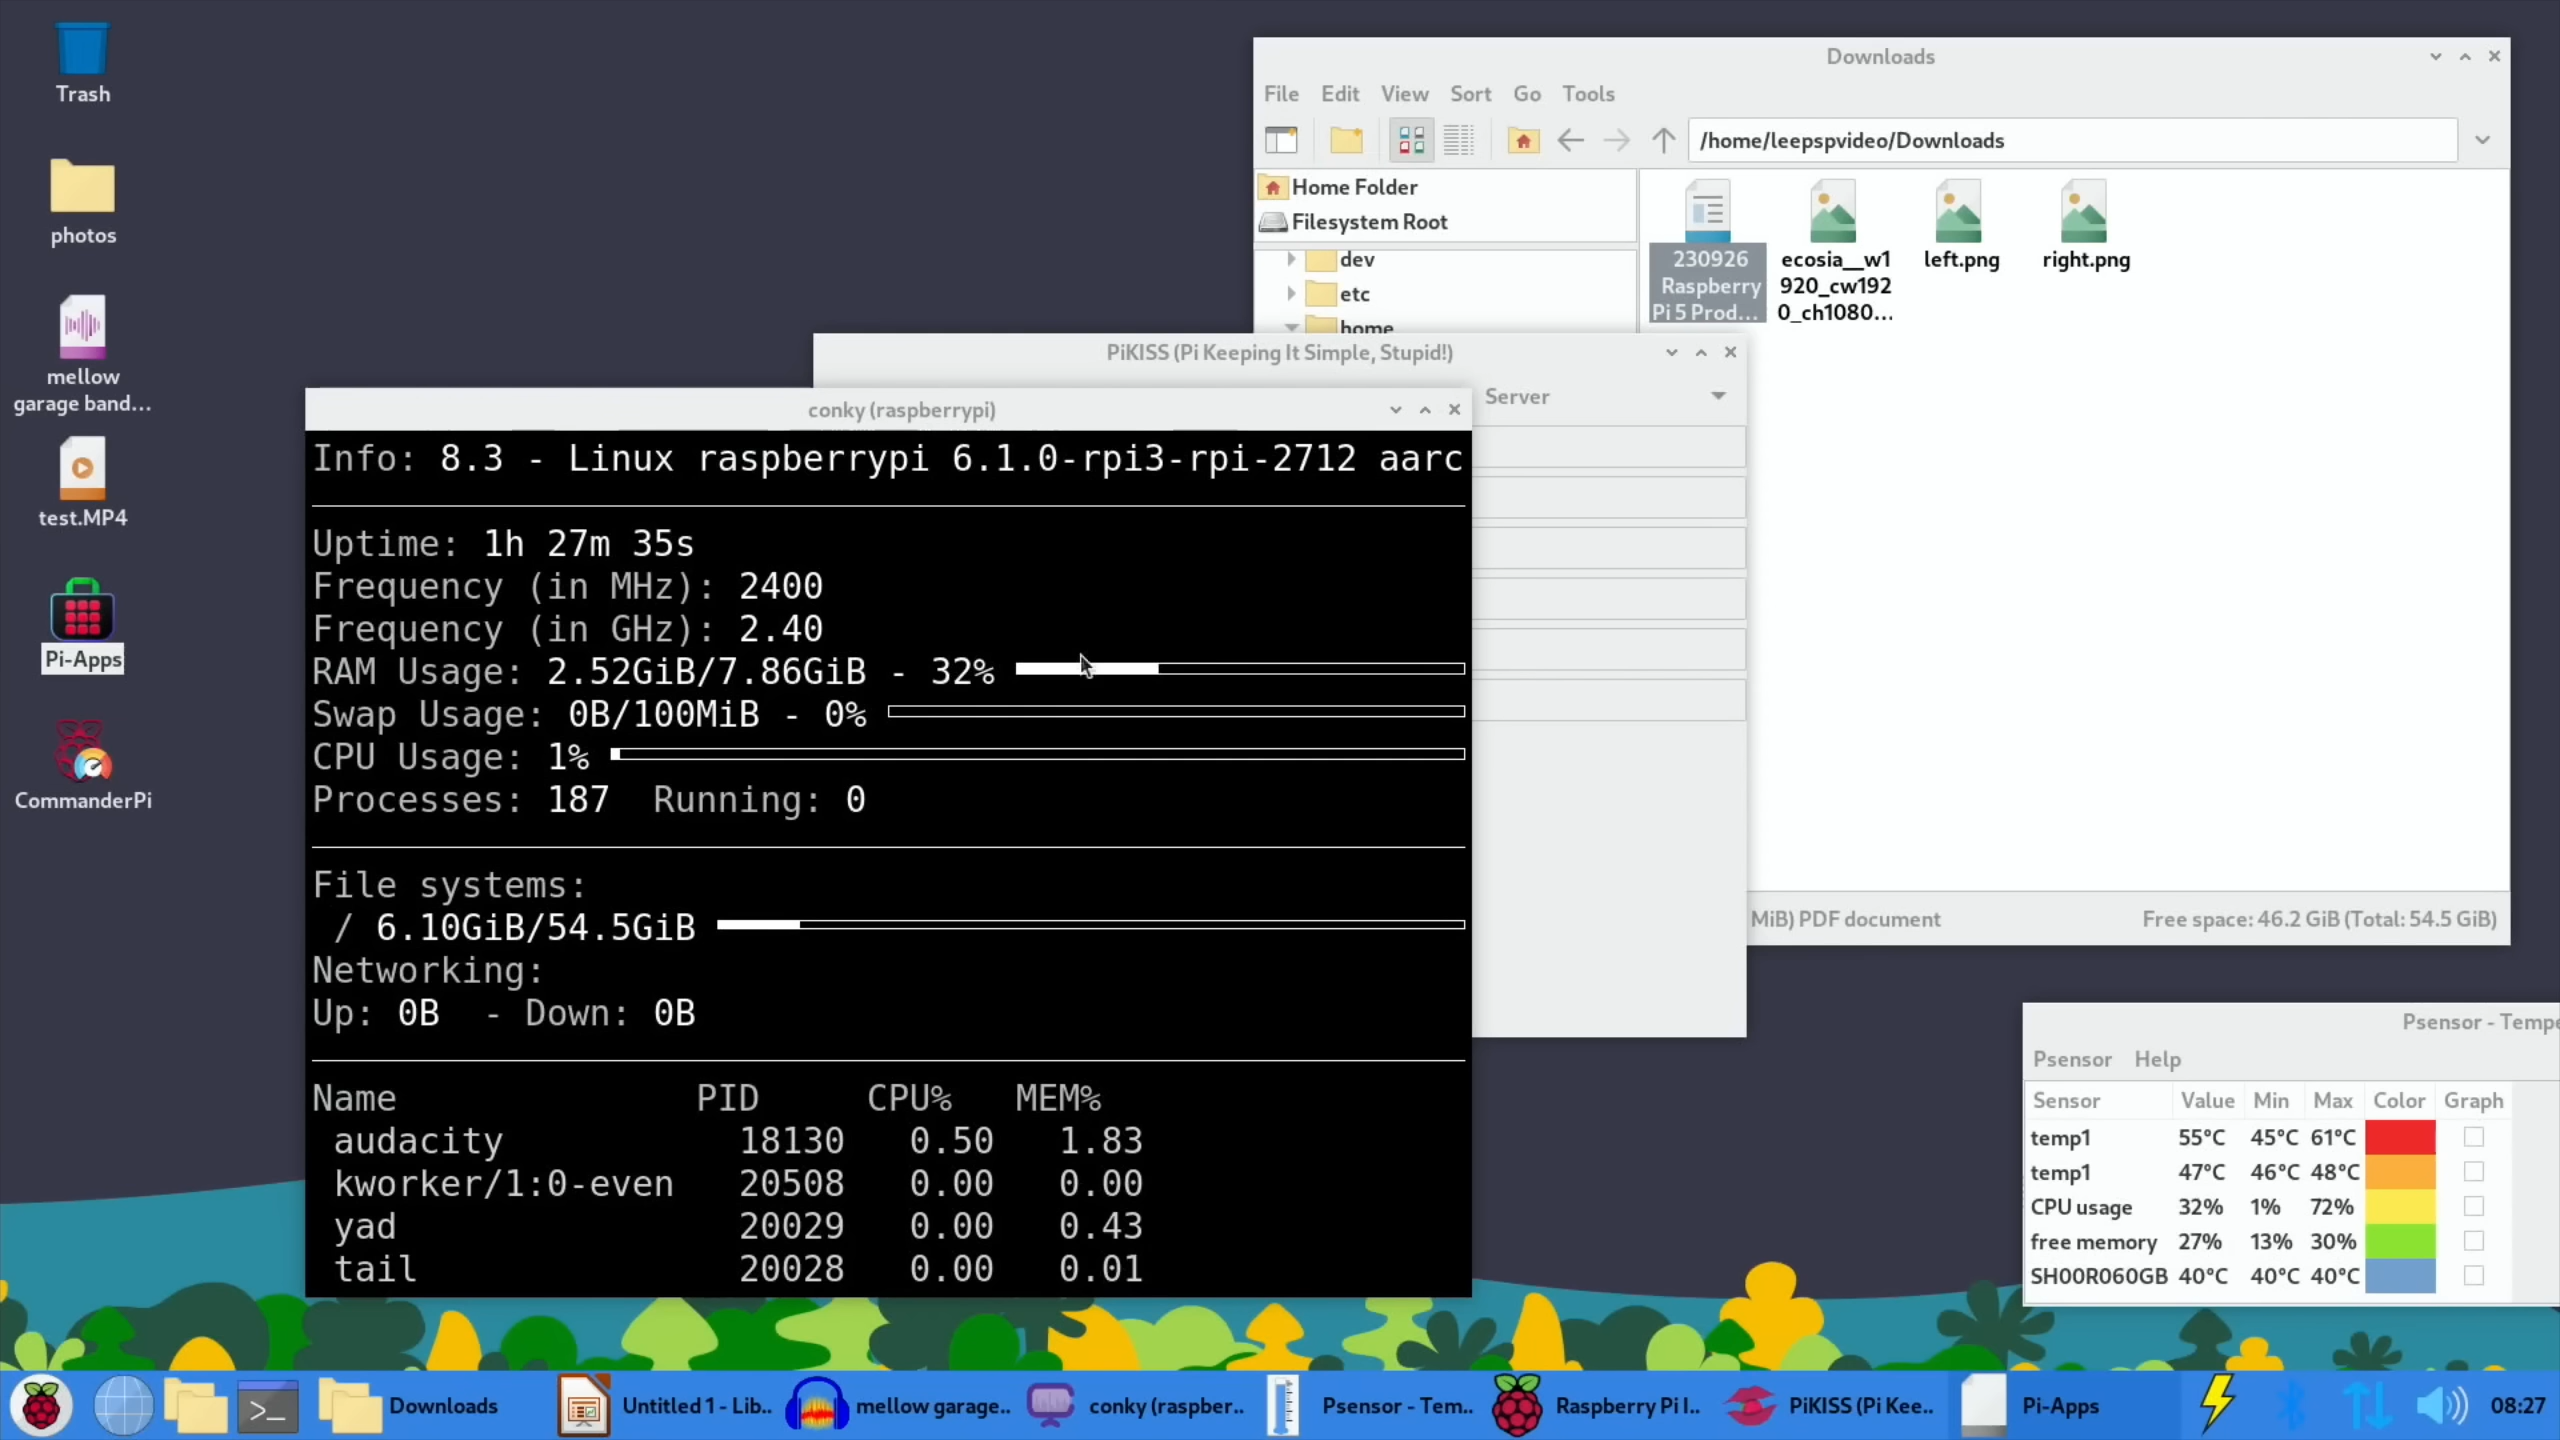 Trash
photos
mellow
garage band...
test.MP4
Pi-Apps
CommanderPi
Downloads
File Edit View Sort Go Tools
/home/leepspvideo/Downloads
Home Folder
Filesystem Root
dev
etc
home
230926
Raspberry
Pi 5 Prod...
ecosia__w1
920_cw192
0_ch1080...
left.png
right.png
MiB) PDF document
Free space: 46.2 GiB (Total: 54.5 GiB)
PiKISS (Pi Keeping It Simple, Stupid!)
Server
conky (raspberrypi)
Info: 8.3 - Linux raspberrypi 6.1.0-rpi3-rpi-2712 aarc
Uptime: 1h 27m 35s
Frequency (in MHz): 2400
Frequency (in GHz): 2.40
RAM Usage: 2.52GiB/7.86GiB - 32%
Swap Usage: 0B/100MiB - 0%
CPU Usage: 1%
Processes: 187 Running: 0
File systems:
/ 6.10GiB/54.5GiB
Networking:
Up: 0B - Down: 0B
Name PID CPU% MEM%
audacity 18130 0.50 1.83
kworker/1:0-even 20508 0.00 0.00
yad 20029 0.00 0.43
tail 20028 0.00 0.01
Psensor - Tempe
Psensor Help
Sensor Value Min Max Color Graph
temp1 55°C 45°C 61°C
temp1 47°C 46°C 48°C
CPU usage 32% 1% 72%
free memory 27% 13% 30%
SH00R060GB 40°C 40°C 40°C
Downloads
Untitled 1 - Lib..
mellow garage..
conky (raspber..
Psensor - Tem..
Raspberry Pi I..
PiKISS (Pi Kee..
Pi-Apps
08:27